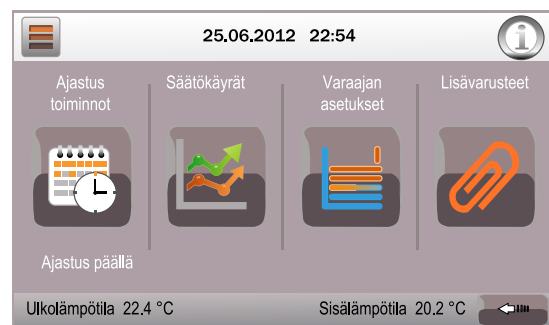 25.06.2012 22:54
Ajastus
toiminnot
Säätökäyrät
Varaajan
asetukset
Lisävarusteet
Ajastus päällä
Ulkolämpötila 22.4 °C
Sisälämpötila 20.2 °C